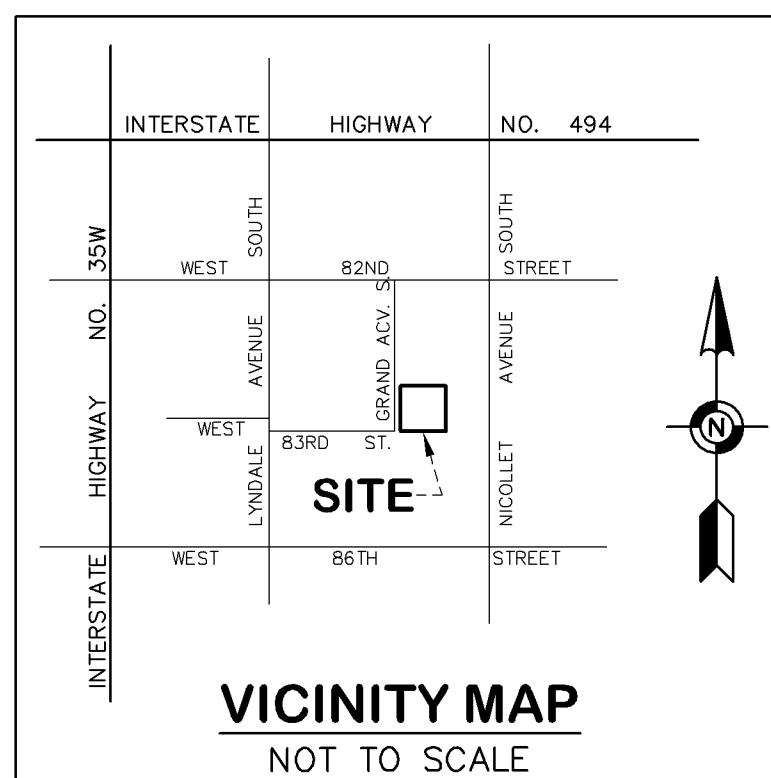 INTERSTATE HIGHWAY NO. 494
INTERSTATE HIGHWAY NO. 35W
LYNDALE AVENUE SOUTH
NICOLLET AVENUE SOUTH
WEST 82ND STREET
GRAND ACV. S.
WEST 83RD ST.
SITE
WEST 86TH STREET
N
VICINITY MAP
NOT TO SCALE